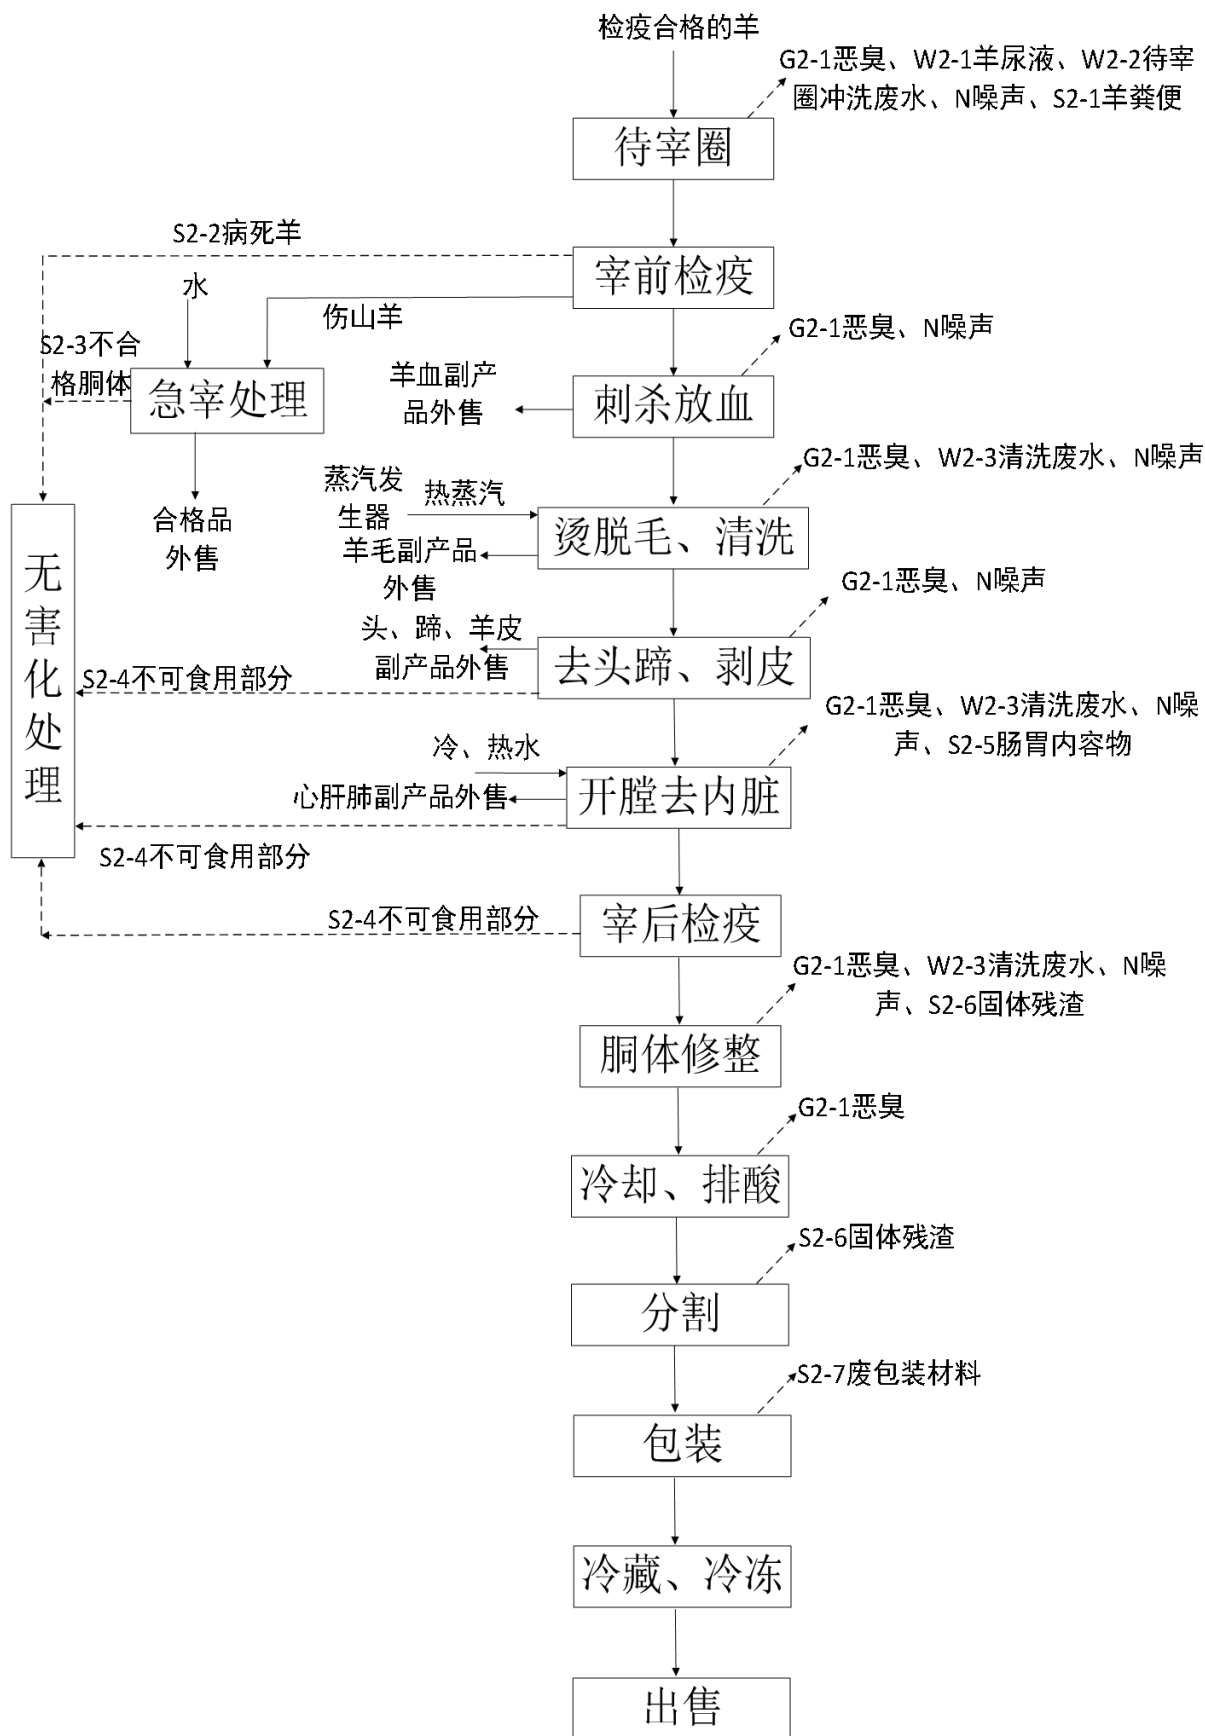 检疫合格的羊
G2-1恶臭、W2-1羊尿液、W2-2待宰
圈冲洗废水、N噪声、S2-1羊粪便
待宰圈
S2-2病死羊
宰前检疫
水
伤山羊
G2-1恶臭、N噪声
S2-3不合
格胴体
急宰处理
羊血副产
品外售
刺杀放血
G2-1恶臭、W2-3清洗废水、N噪声
蒸汽发
生器
热蒸汽
合格品
外售
烫脱毛、清洗
羊毛副产品
外售
无害化处理
G2-1恶臭、N噪声
头、蹄、羊皮
副产品外售
去头蹄、剥皮
S2-4不可食用部分
G2-1恶臭、W2-3清洗废水、N噪
声、S2-5肠胃内容物
冷、热水
心肝肺副产品外售
开膛去内脏
S2-4不可食用部分
S2-4不可食用部分
宰后检疫
G2-1恶臭、W2-3清洗废水、N噪
声、S2-6固体残渣
胴体修整
G2-1恶臭
冷却、排酸
S2-6固体残渣
分割
S2-7废包装材料
包装
冷藏、冷冻
出售